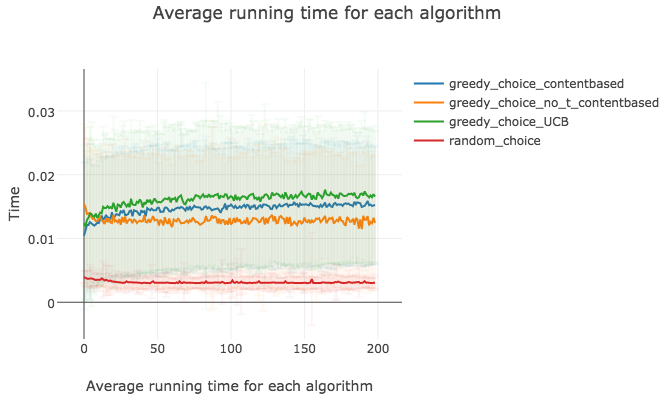 Average running time for each algorithm
greedy_choice_contentbased
greedy_choice_no_t_contentbased
greedy_choice_UCB
random_choice
Time
0.03
0.02
0.01
0
0 50 100 150 200
Average running time for each algorithm